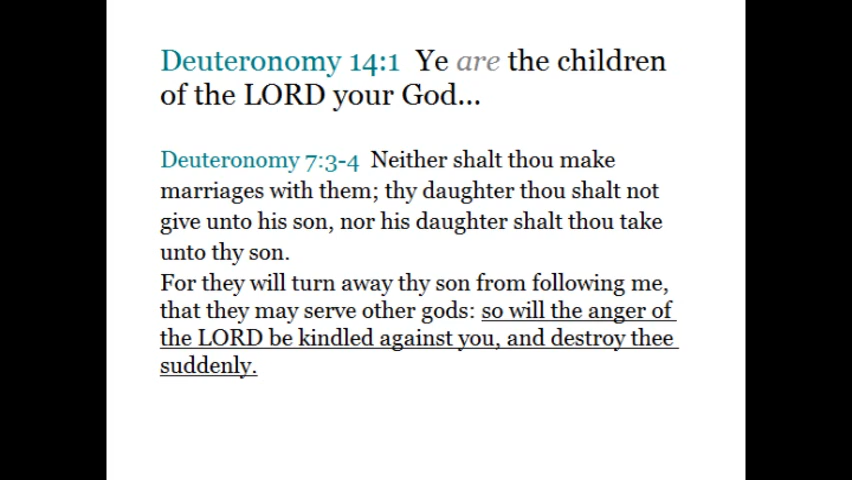 Deuteronomy 14:1 Ye are the children
of the LORD your God...
Deuteronomy 7:3-4 Neither shalt thou make
marriages with them; thy daughter thou shalt not
give unto his son, nor his daughter shalt thou take
unto thy son.
For they will turn away thy son from following me,
that they may serve other gods: so will the anger of
the LORD be kindled against you, and destroy thee
suddenly.